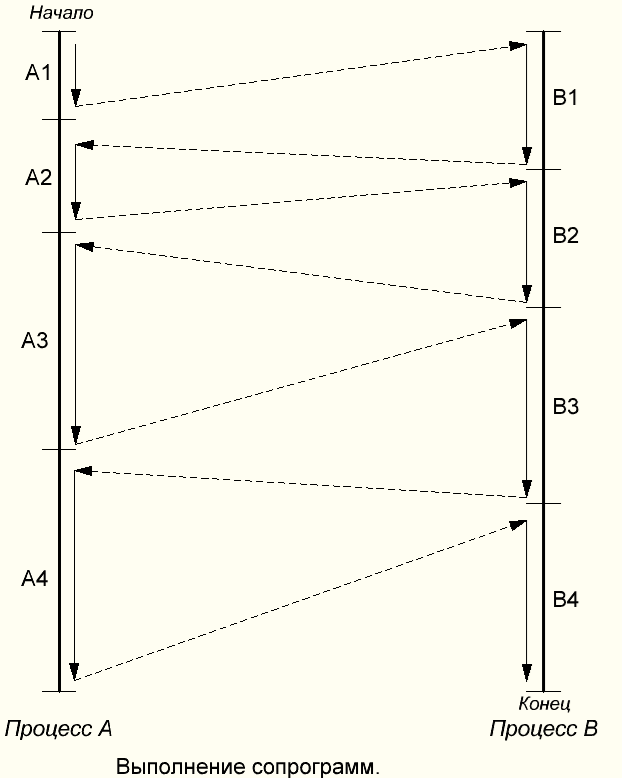 Начало
A1
B1
A2
B2
A3
B3
A4
B4
Конец
Процесс А
Процесс В
Выполнение сопрограмм.